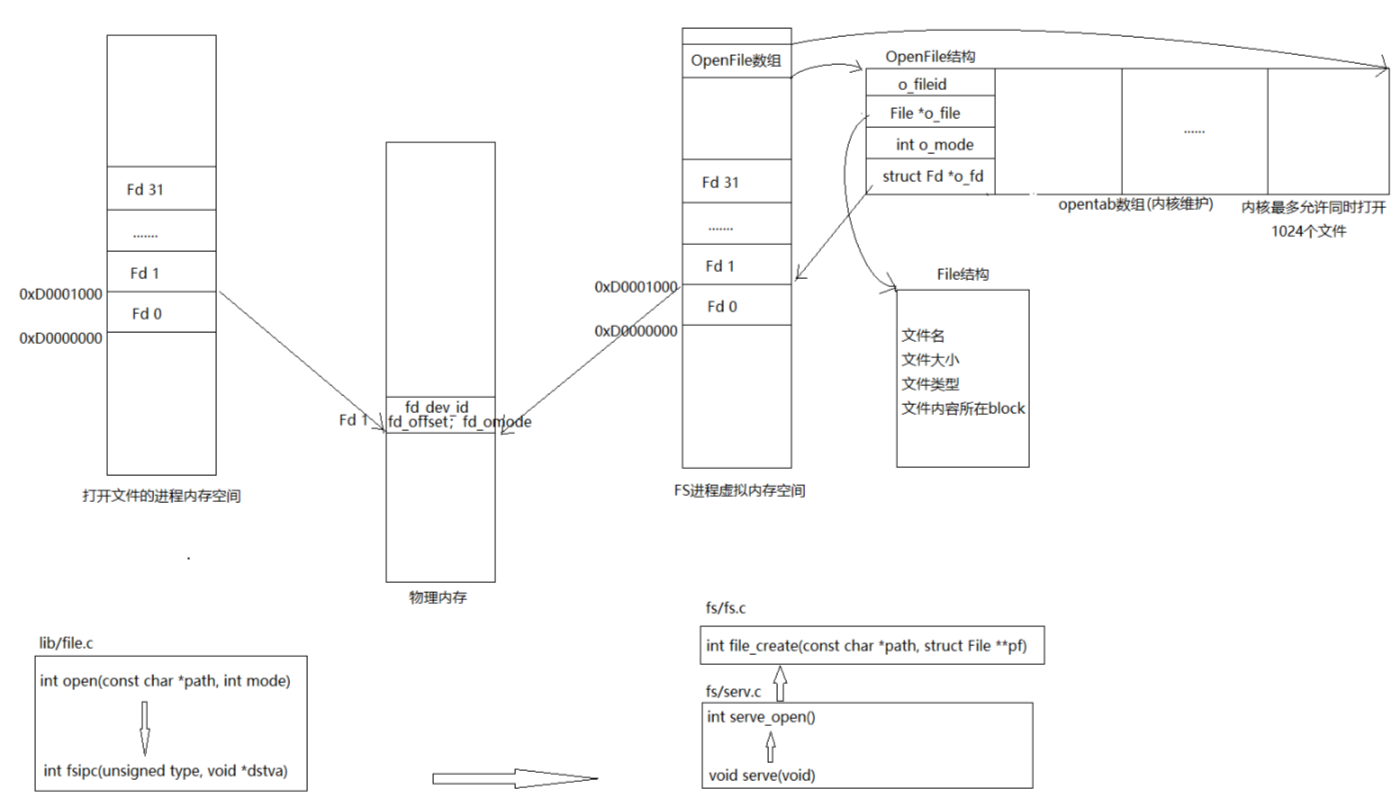 Fd 31
.......
Fd 1
Fd 0
0xD0001000
0xD0000000
打开文件的进程内存空间
Fd 1
fd_dev_id
fd_offset; fd_omode
物理内存
OpenFile数组
Fd 31
.......
Fd 1
Fd 0
0xD0001000
0xD0000000
FS进程虚拟内存空间
OpenFile结构
o_fileid
File *o_file
int o_mode
struct Fd *o_fd
......
opentab数组(内核维护)
内核最多允许同时打开
1024个文件
File结构
文件名
文件大小
文件类型
文件内容所在block
lib/file.c
int open(const char *path, int mode)
int fsipc(unsigned type, void *dstva)
fs/fs.c
int file_create(const char *path, struct File **pf)
fs/serv.c
int serve_open()
void serve(void)